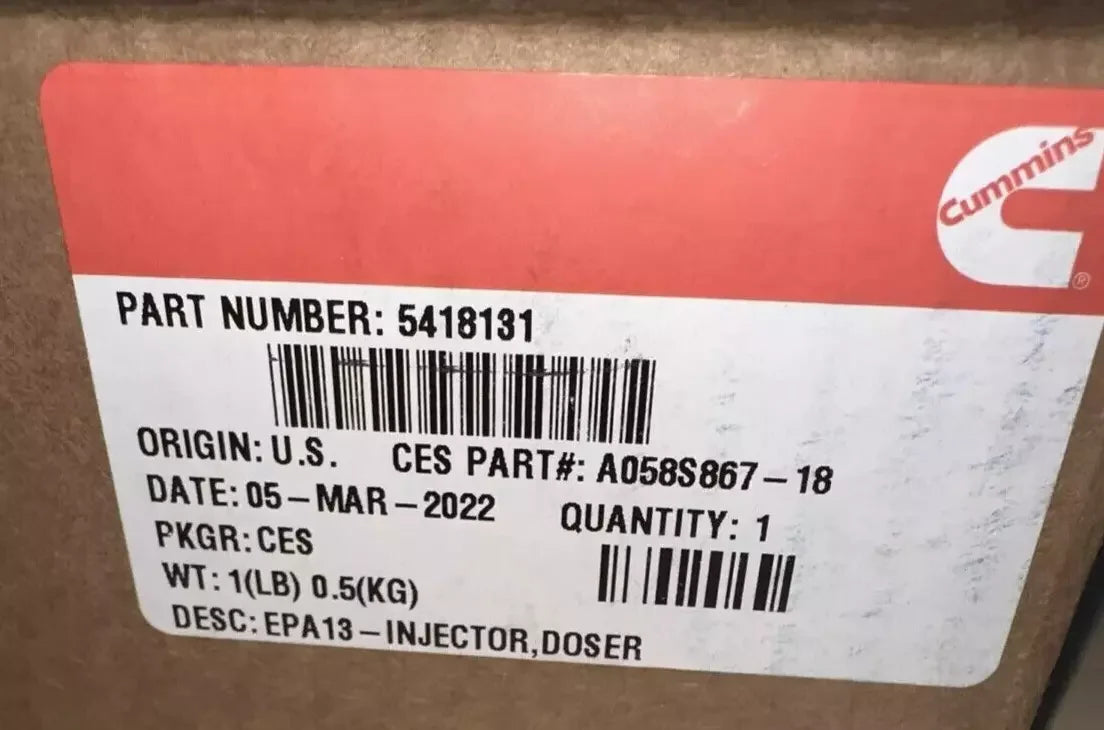 Cummins
®
PART NUMBER: 5418131
ORIGIN: U.S. CES PART#: A058S867-18
DATE: 05-MAR-2022 QUANTITY: 1
PKGR: CES
WT: 1(LB) 0.5(KG)
DESC: EPA13-INJECTOR,DOSER